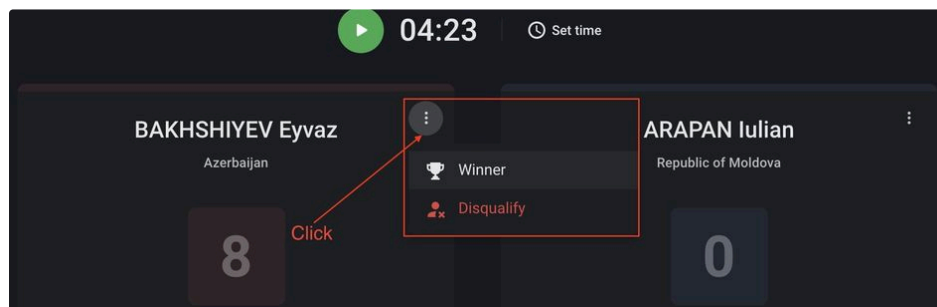 04:23 Set time
BAKHSHIYEV Eyvaz
Azerbaijan
Winner
Disqualify
Click
8
ARAPAN Iulian
Republic of Moldova
0